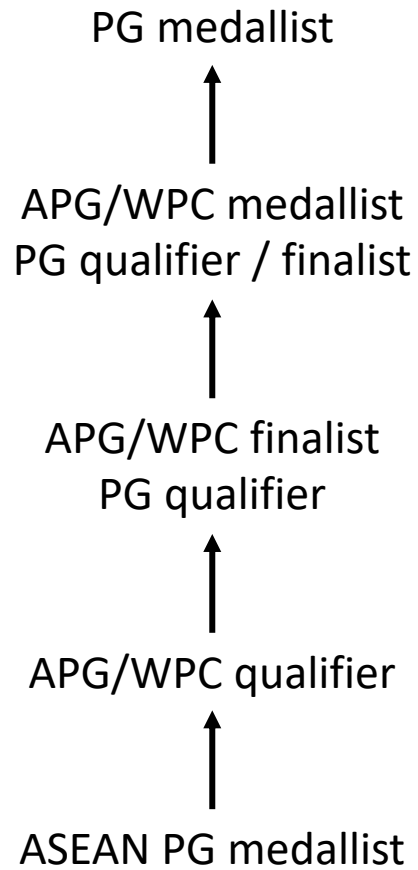 PG medallist
APG/WPC medallist
PG qualifier / finalist
APG/WPC finalist
PG qualifier
APG/WPC qualifier
ASEAN PG medallist